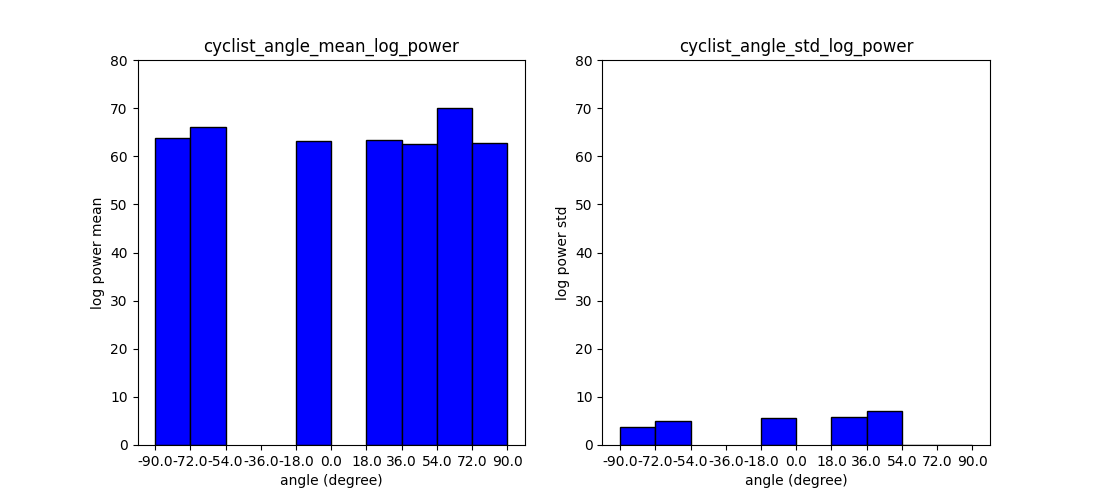 cyclist_angle_mean_log_power
log power mean
80
70
60
50
40
30
20
10
0
-90.0 -72.0 -54.0 -36.0 -18.0 0.0 18.0 36.0 54.0 72.0 90.0
angle (degree)
cyclist_angle_std_log_power
log power std
80
70
60
50
40
30
20
10
0
-90.0 -72.0 -54.0 -36.0 -18.0 0.0 18.0 36.0 54.0 72.0 90.0
angle (degree)